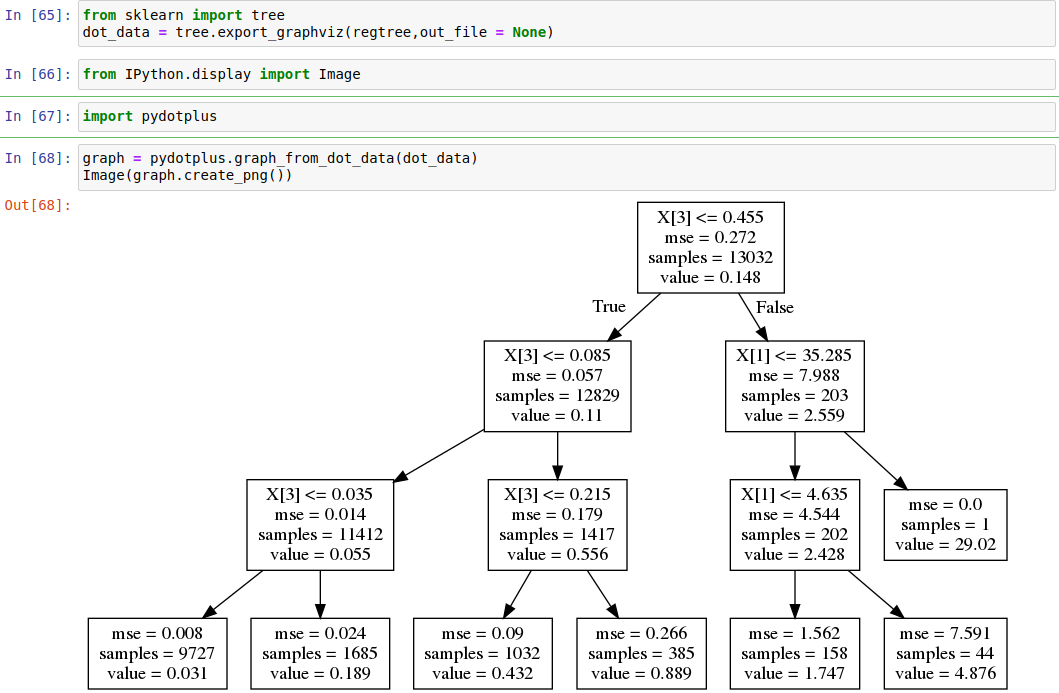 In [65]: from sklearn import tree
dot_data = tree.export_graphviz(regtree,out_file = None)
In [66]: from IPython.display import Image
In [67]: import pydotplus
In [68]: graph = pydotplus.graph_from_dot_data(dot_data)
Image(graph.create_png())
Out[68]:
X[3] <= 0.455
mse = 0.272
samples = 13032
value = 0.148
True
False
X[3] <= 0.085
mse = 0.057
samples = 12829
value = 0.11
X[1] <= 35.285
mse = 7.988
samples = 203
value = 2.559
X[3] <= 0.035
mse = 0.014
samples = 11412
value = 0.055
X[3] <= 0.215
mse = 0.179
samples = 1417
value = 0.556
X[1] <= 4.635
mse = 4.544
samples = 202
value = 2.428
mse = 0.0
samples = 1
value = 29.02
mse = 0.008
samples = 9727
value = 0.031
mse = 0.024
samples = 1685
value = 0.189
mse = 0.09
samples = 1032
value = 0.432
mse = 0.266
samples = 385
value = 0.889
mse = 1.562
samples = 158
value = 1.747
mse = 7.591
samples = 44
value = 4.876